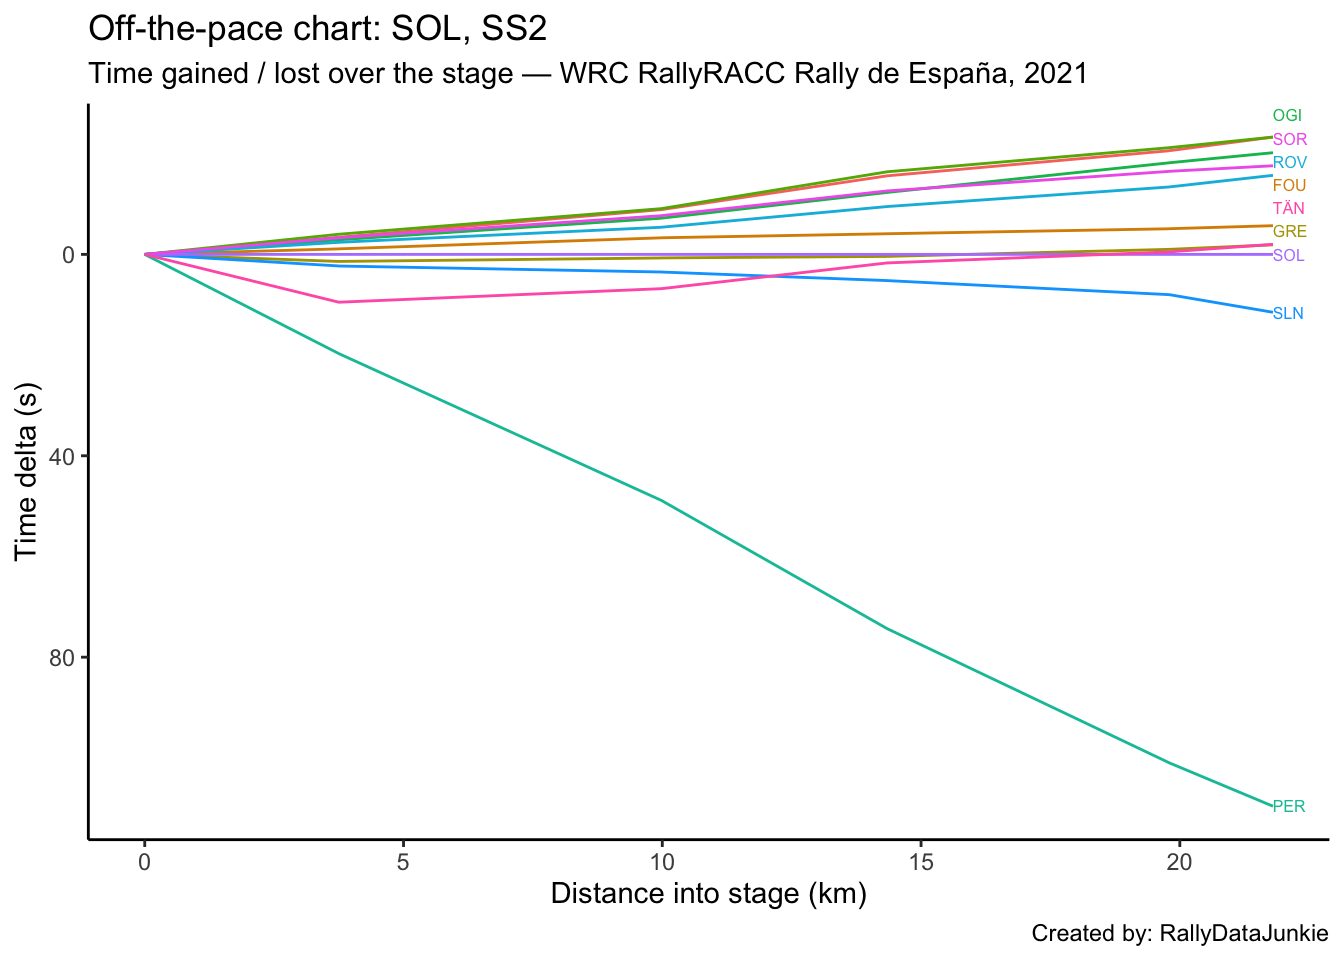 Off-the-pace chart: SOL, SS2
Time gained / lost over the stage — WRC RallyRACC Rally de España, 2021
OGI
SOR
ROV
FOU
TÄN
GRE
SOL
SLN
PER
0
40
80
Time delta (s)
0 5 10 15 20
Distance into stage (km)
Created by: RallyDataJunkie